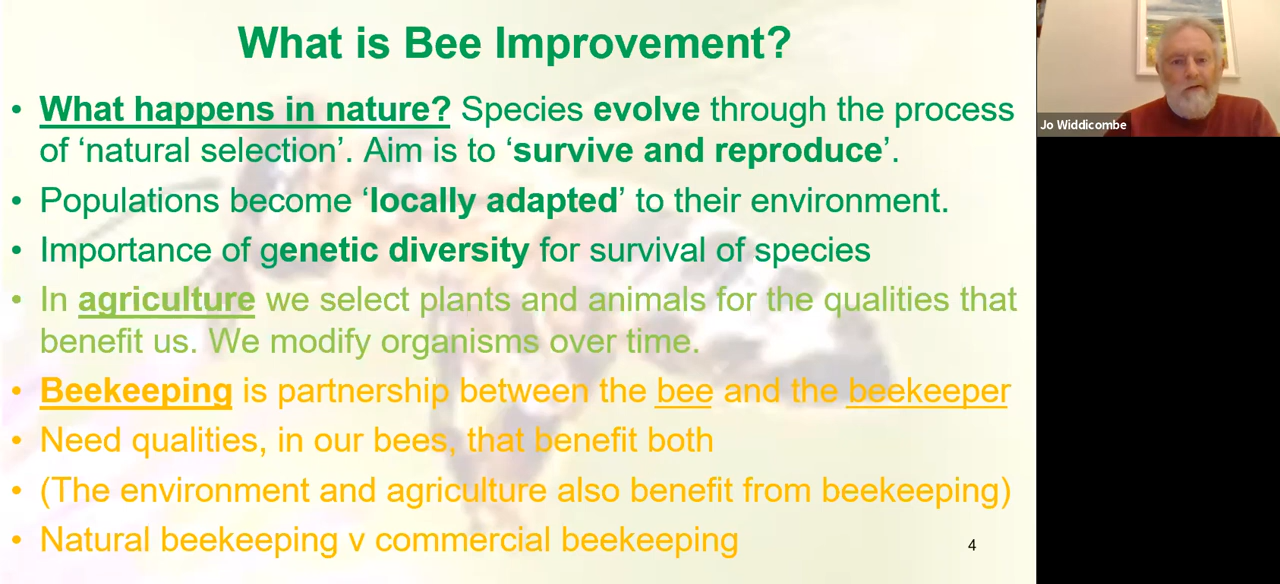 What is Bee Improvement?
• What happens in nature? Species evolve through the process
of ‘natural selection’. Aim is to ‘survive and reproduce’.
• Populations become ‘locally adapted’ to their environment.
• Importance of genetic diversity for survival of species
• In agriculture we select plants and animals for the qualities that
benefit us. We modify organisms over time.
• Beekeeping is partnership between the bee and the beekeeper
• Need qualities, in our bees, that benefit both
• (The environment and agriculture also benefit from beekeeping)
• Natural beekeeping v commercial beekeeping
4
Jo Widdicombe